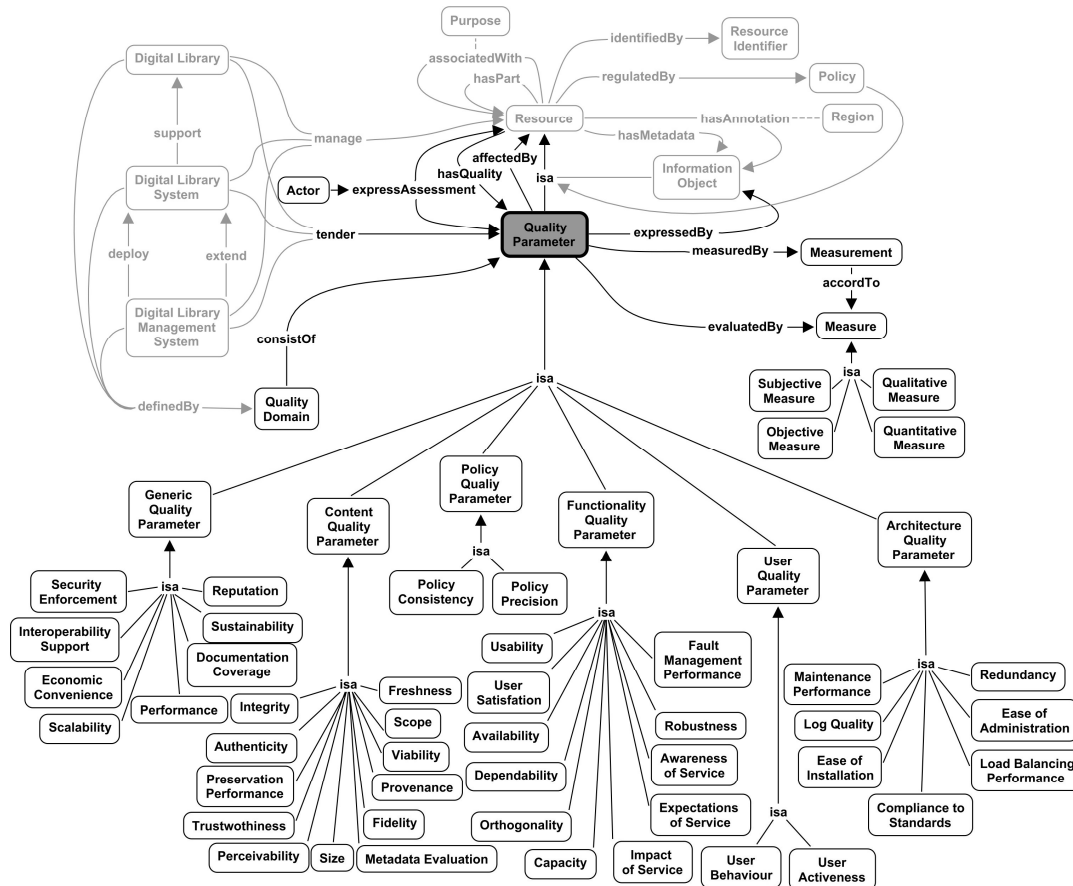 Purpose
associatedWith
hasPart
identifiedBy
Resource
Identifier
regulatedBy
Policy
Digital Library
Resource
hasAnnotation
Region
support
manage
hasMetadata
affectedBy
hasQuality
isa
Information
Object
Digital Library
System
Actor
expressAssessment
Quality
Parameter
expressedBy
tender
measuredBy
Measurement
deploy
extend
accordTo
Digital Library
Management
System
consistOf
evaluatedBy
Measure
isa
isa
Subjective
Measure
Qualitative
Measure
definedBy
Quality
Domain
Objective
Measure
Quantitative
Measure
Generic
Quality
Parameter
Content
Quality
Parameter
Policy
Qualiy
Parameter
Functionality
Quality
Parameter
User
Quality
Parameter
Architecture
Quality
Parameter
isa
Security
Enforcement
Reputation
Interoperability
Support
Sustainability
Economic
Convenience
Documentation
Coverage
Scalability
Performance
isa
Integrity
Freshness
Authenticity
Scope
Viability
Preservation
Performance
Provenance
Trustwothiness
Fidelity
Perceivability
Size
Metadata Evaluation
isa
Policy
Consistency
Policy
Precision
isa
Usability
Fault
Management
Performance
User
Satisfation
Availability
Robustness
Dependability
Awareness
of Service
Orthogonality
Expectations
of Service
Capacity
Impact
of Service
isa
User
Behaviour
User
Activeness
isa
Maintenance
Performance
Redundancy
Log Quality
Ease of
Administration
Ease of
Installation
Load Balancing
Performance
Compliance to
Standards